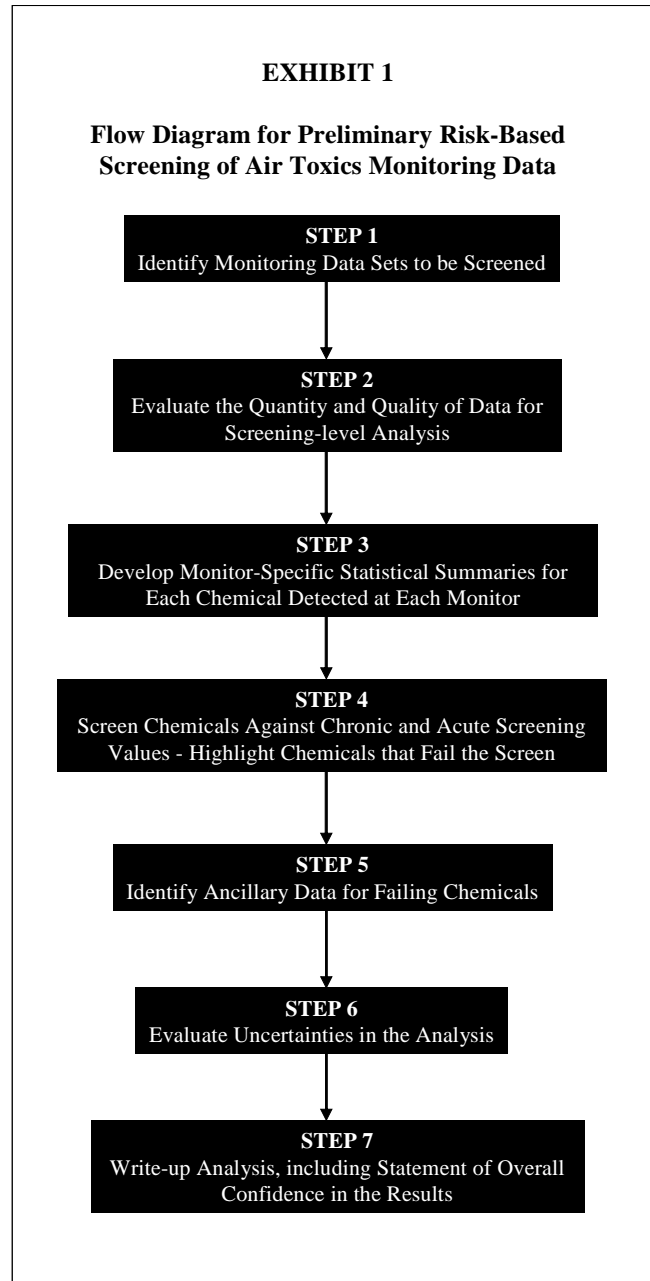 EXHIBIT 1
Flow Diagram for Preliminary Risk-Based
Screening of Air Toxics Monitoring Data
STEP 1
Identify Monitoring Data Sets to be Screened
STEP 2
Evaluate the Quantity and Quality of Data for
Screening-level Analysis
STEP 3
Develop Monitor-Specific Statistical Summaries for
Each Chemical Detected at Each Monitor
STEP 4
Screen Chemicals Against Chronic and Acute Screening
Values - Highlight Chemicals that Fail the Screen
STEP 5
Identify Ancillary Data for Failing Chemicals
STEP 6
Evaluate Uncertainties in the Analysis
STEP 7
Write-up Analysis, including Statement of Overall
Confidence in the Results